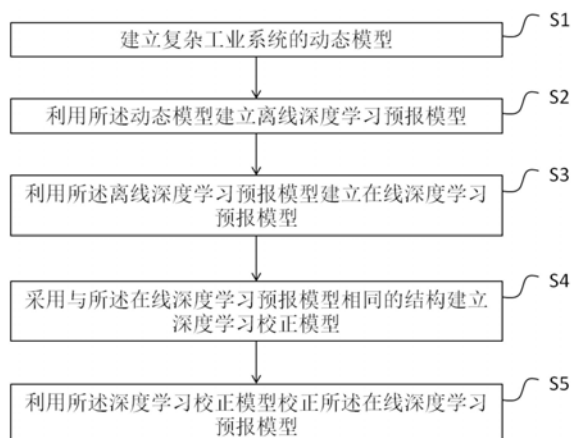 S1
建立复杂工业系统的动态模型
S2
利用所述动态模型建立离线深度学习预报模型
S3
利用所述离线深度学习预报模型建立在线深度学习
预报模型
S4
采用与所述在线深度学习预报模型相同的结构建立
深度学习校正模型
S5
利用所述深度学习校正模型校正所述在线深度学习
预报模型